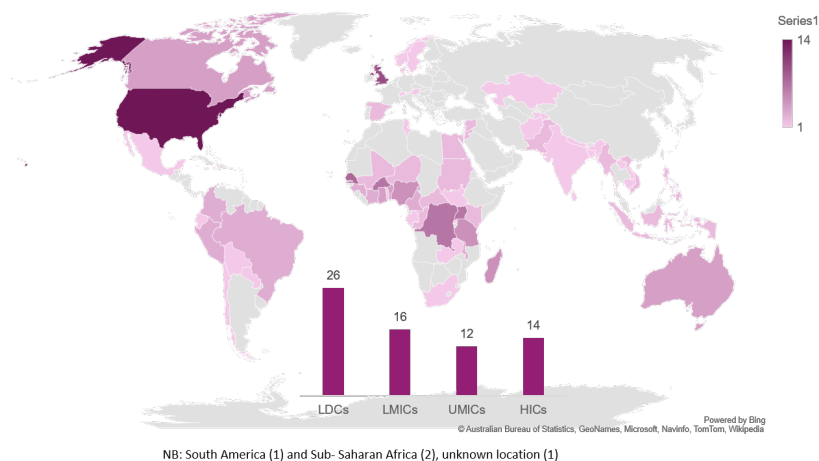 Series1
14
1
26
16
12
14
LDCs LMICs UMICs HICs
Powered by Bing
© Australian Bureau of Statistics, GeoNames, Microsoft, Navinfo, TomTom, Wikipedia
NB: South America (1) and Sub- Saharan Africa (2), unknown location (1)